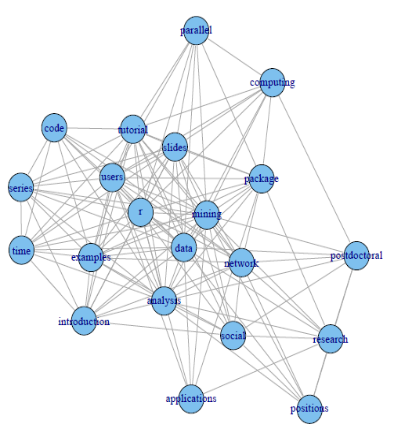 parallel
computing
code
tutorial
slides
users
package
series
r
mining
time
examples
data
network
postdoctoral
analysis
introduction
social
research
applications
positions